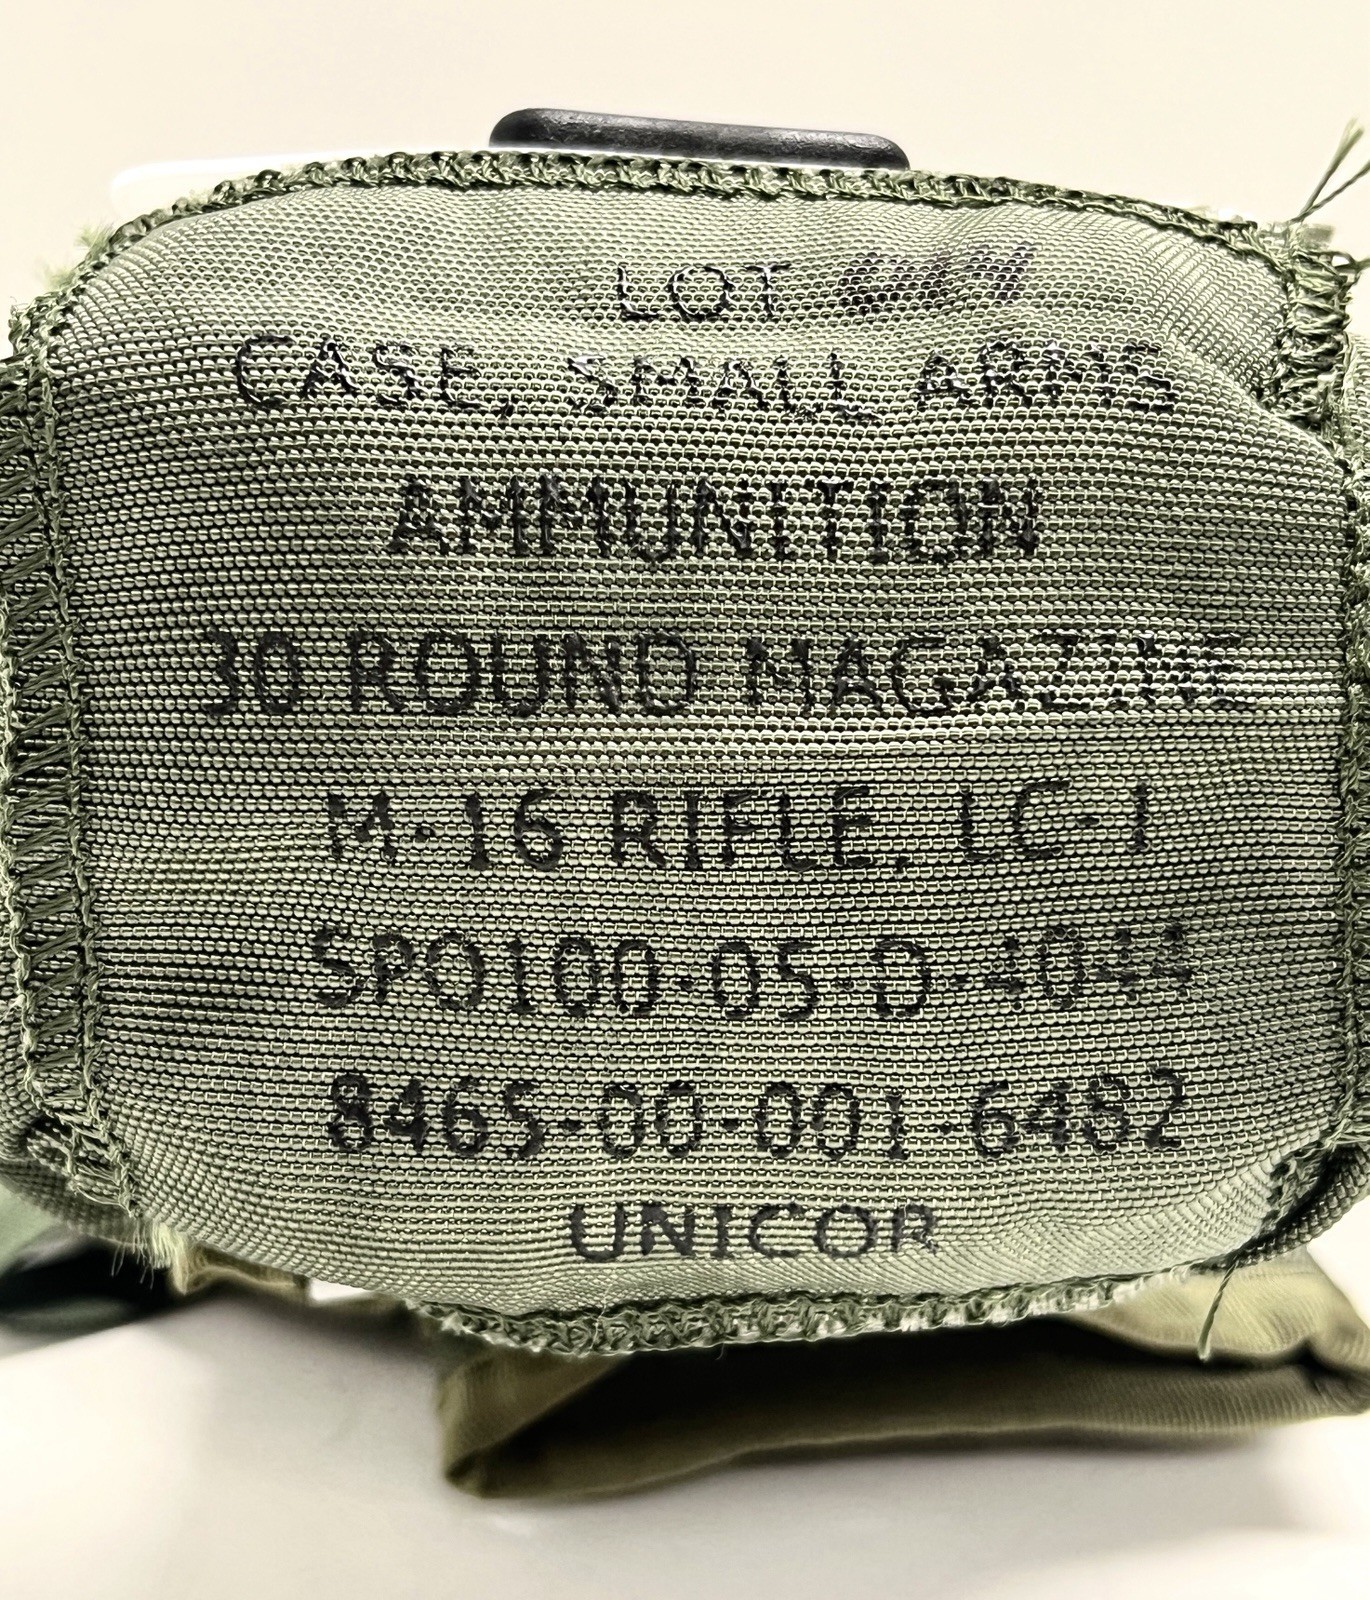 LOT
CASE, SMALL ARMS
AMMUNITION
30 ROUND MAGAZINE
M-16 RIFLE, LC-1
SPO100-05-D-4044
8465-00-001-6482
UNICOR